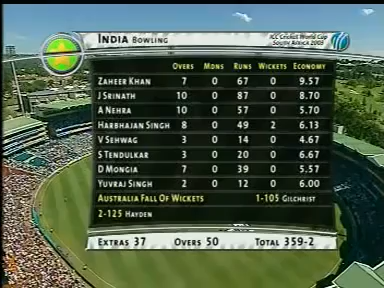 INDIA BOWLING
ICC CRICKET WORLD CUP
SOUTH AFRICA 2003
OVERS MDNS RUNS WICKETS ECONOMY
ZAHEER KHAN 7 0 67 0 9.57
J SRINATH 10 0 87 0 8.70
A NEHRA 10 0 57 0 5.70
HARBHAJAN SINGH 8 0 49 2 6.13
V SEHWAG 3 0 14 0 4.67
S TENDULKAR 3 0 20 0 6.67
D MONGIA 7 0 39 0 5.57
YUVRAJ SINGH 2 0 12 0 6.00
AUSTRALIA FALL OF WICKETS 1-105 GILCHRIST
2-125 HAYDEN
EXTRAS 37 OVERS 50 TOTAL 359-2